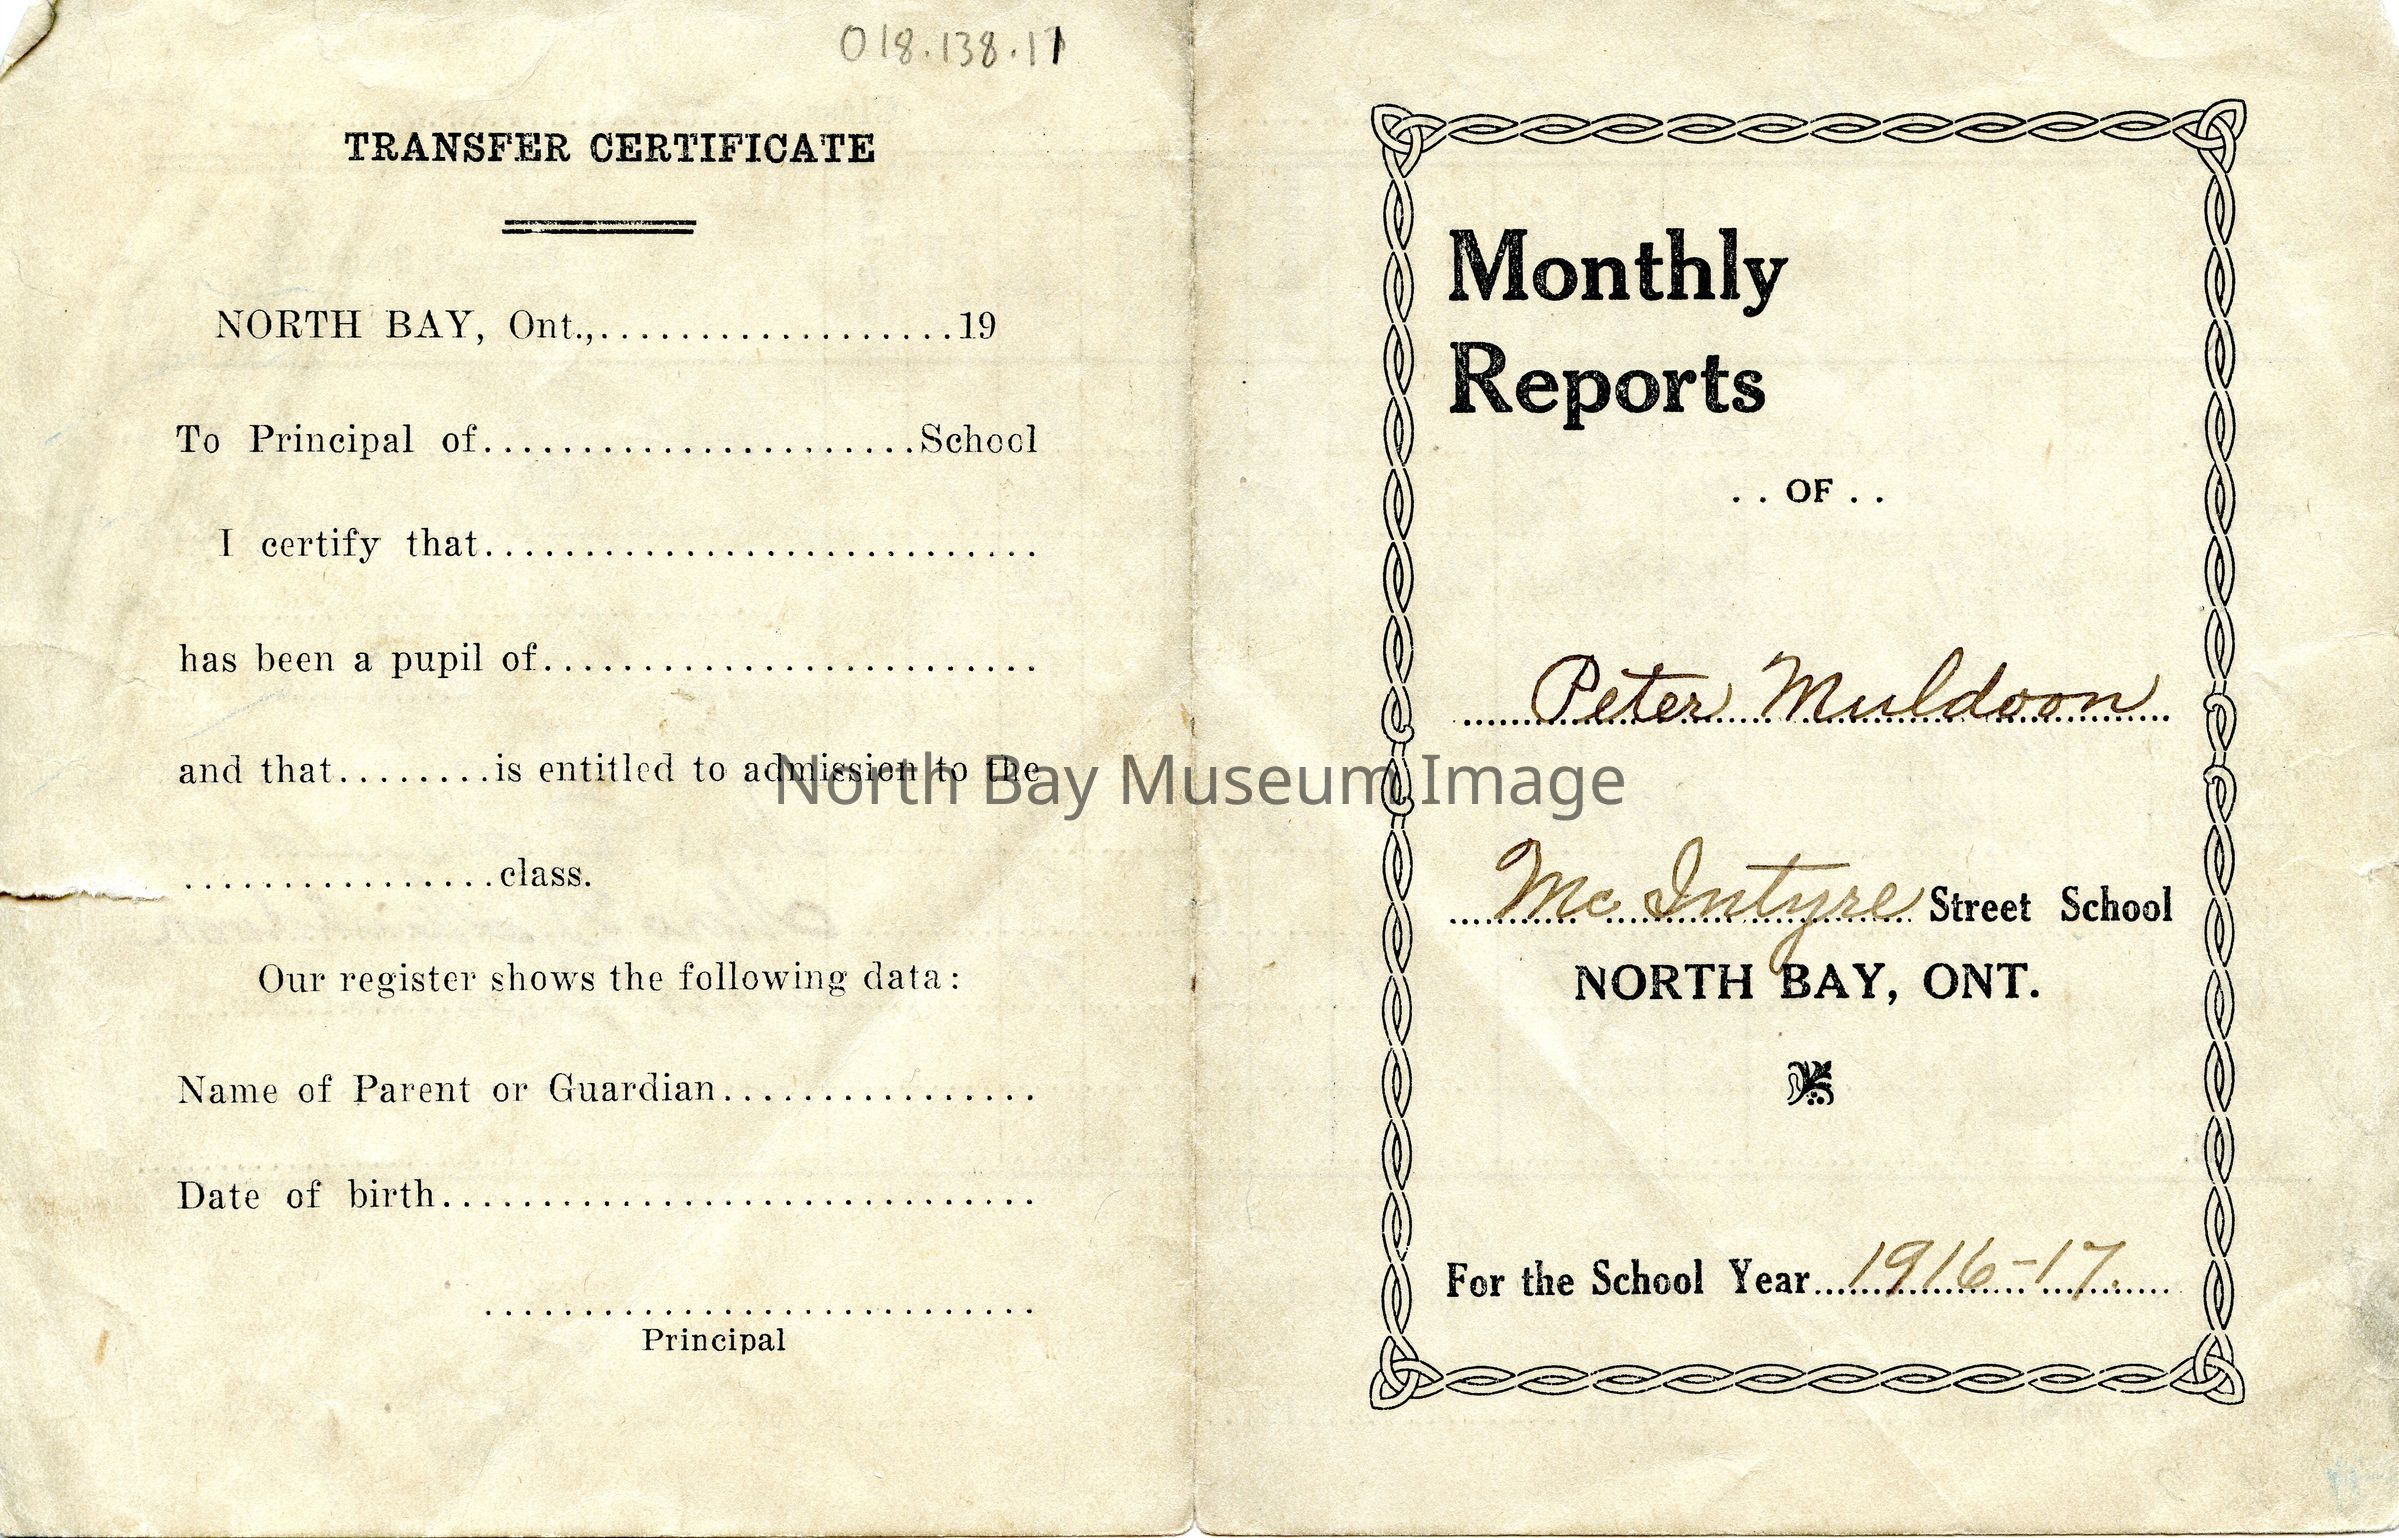 018.138.11
TRANSFER CERTIFICATE
NORTH BAY, Ont.,..................19
To Principal of......................School
I certify that............................
has been a pupil of.........................
and that........is entitled to admission to the
................class.
Our register shows the following data:
Name of Parent or Guardian................
Date of birth..............................
............................
Principal
Monthly
Reports
..OF..
Peter Muldoon
Mc Intyre Street School
NORTH BAY, ONT.
For the School Year 1916-17.
North Bay Museum Image